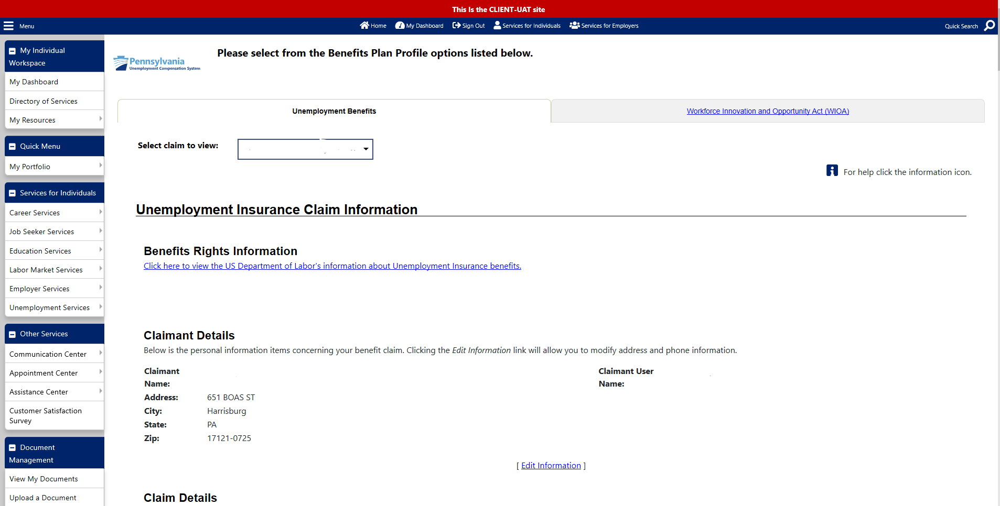 This Is the CLIENT-UAT site
Menu
Home
My Dashboard
Sign Out
Services for Individuals
Services for Employers
Quick Search
My Individual
Workspace
My Dashboard
Directory of Services
My Resources
Quick Menu
My Portfolio
Services for Individuals
Career Services
Job Seeker Services
Education Services
Labor Market Services
Employer Services
Unemployment Services
Other Services
Communication Center
Appointment Center
Assistance Center
Customer Satisfaction
Survey
Document
Management
View My Documents
Upload a Document
Pennsylvania
Unemployment Compensation System
Please select from the Benefits Plan Profile options listed below.
Unemployment Benefits
Workforce Innovation and Opportunity Act (WIOA)
Select claim to view:
For help click the information icon.
Unemployment Insurance Claim Information
Benefits Rights Information
Click here to view the US Department of Labor's information about Unemployment Insurance benefits.
Claimant Details
Below is the personal information items concerning your benefit claim. Clicking the Edit Information link will allow you to modify address and phone information.
Claimant
Name:
Claimant User
Name:
Address: 651 BOAS ST
City: Harrisburg
State: PA
Zip: 17121-0725
[ Edit Information ]
Claim Details